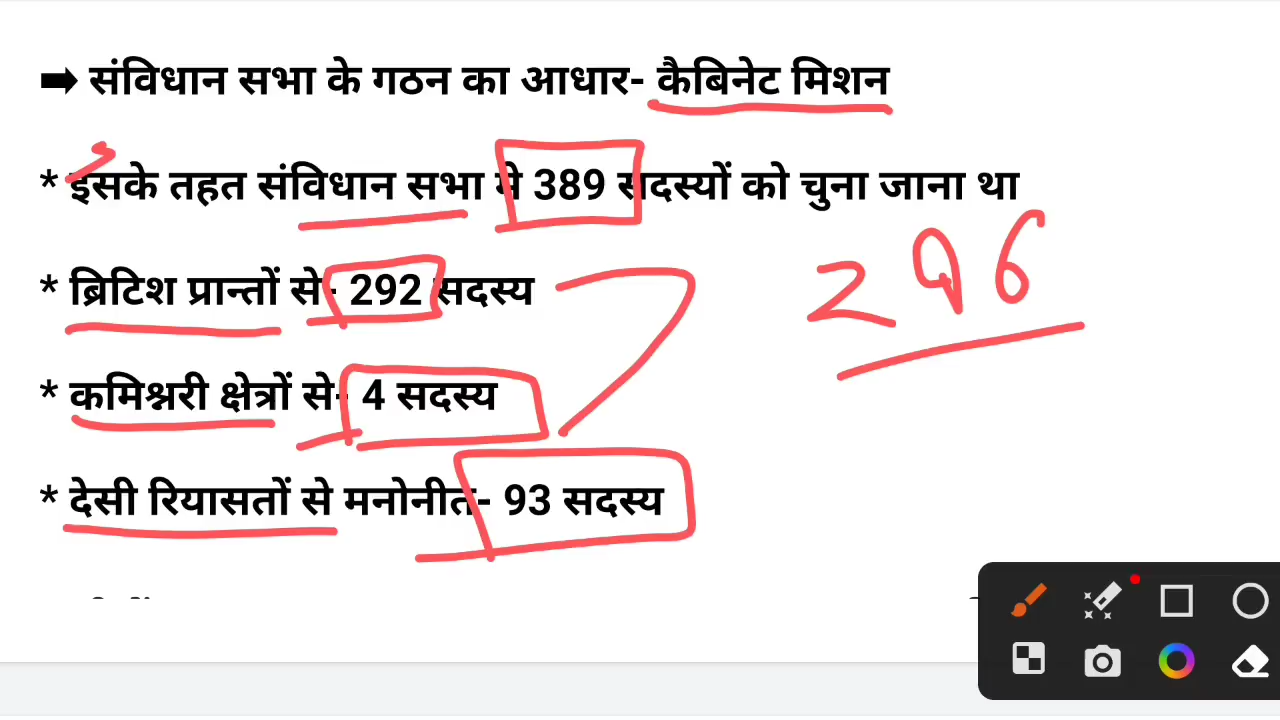 ➡ संविधान सभा के गठन का आधार- कैबिनेट मिशन
* इसके तहत संविधान सभा मे 389 सदस्यों को चुना जाना था
* ब्रिटिश प्रान्तों से- 292 सदस्य
296
* कमिश्नरी क्षेत्रों से- 4 सदस्य
* देसी रियासतों से मनोनीत- 93 सदस्य